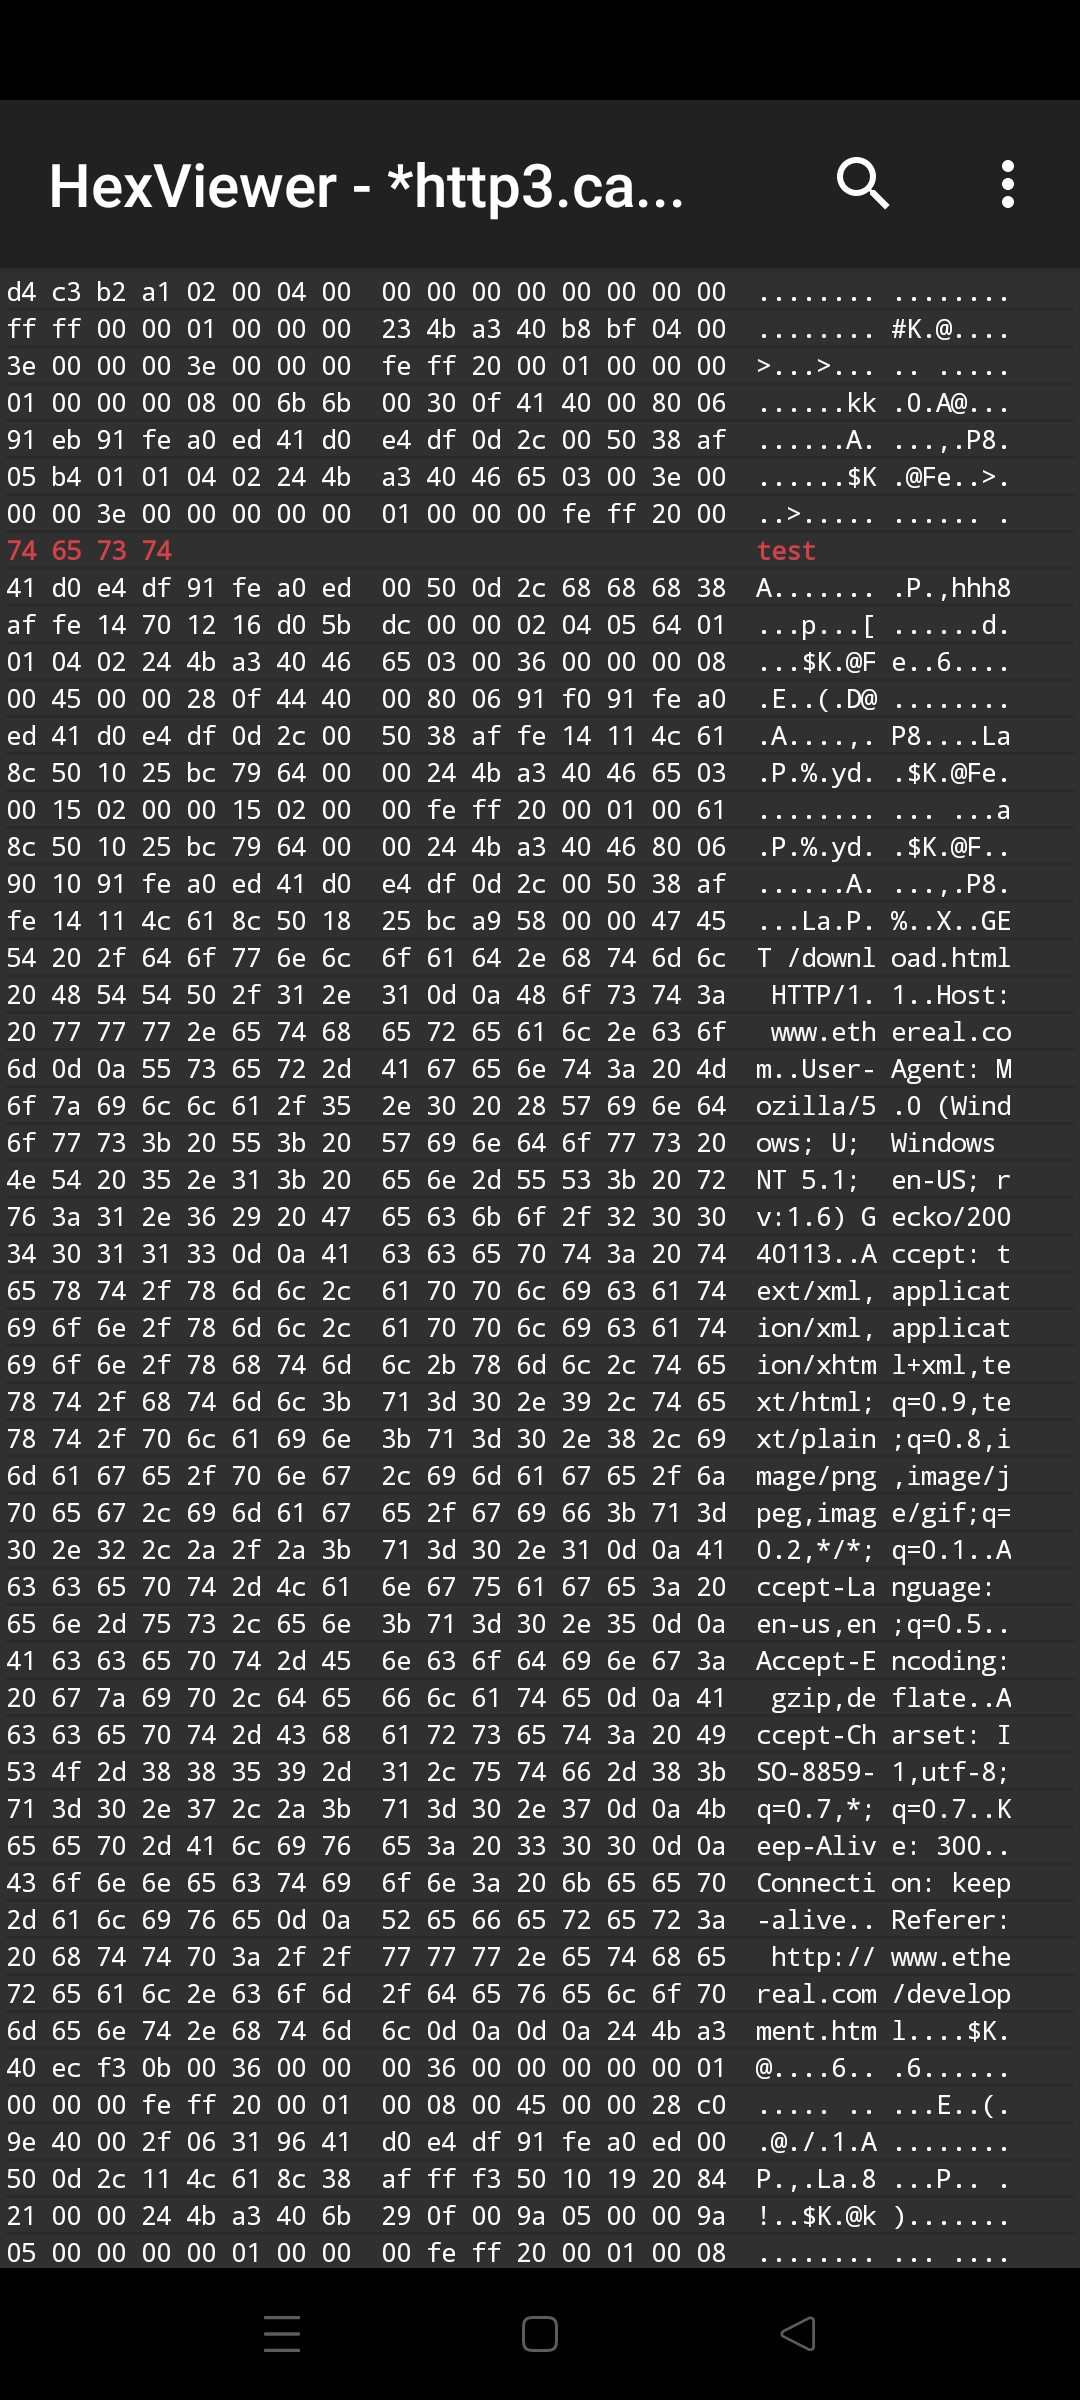 HexViewer - *http3.ca...
d4 c3 b2 a1 02 00 04 00 00 00 00 00 00 00 00 00 ........ ........
ff ff 00 00 01 00 00 00 23 4b a3 40 b8 bf 04 00 ........ #K.@....
3e 00 00 00 3e 00 00 00 fe ff 20 00 01 00 00 00 >...>... .. .....
01 00 00 00 08 00 6b 6b 00 30 0f 41 40 00 80 06 ......kk .0.A@...
91 eb 91 fe a0 ed 41 d0 e4 df 0d 2c 00 50 38 af ......A. ...,.P8.
05 b4 01 01 04 02 24 4b a3 40 46 65 03 00 3e 00 ......$K .@Fe..>.
00 00 3e 00 00 00 00 00 01 00 00 00 fe ff 20 00 ..>..... ...... .
74 65 73 74 test
41 d0 e4 df 91 fe a0 ed 00 50 0d 2c 68 68 68 38 A....... .P.,hhh8
af fe 14 70 12 16 d0 5b dc 00 00 02 04 05 64 01 ...p...[ ......d.
01 04 02 24 4b a3 40 46 65 03 00 36 00 00 00 08 ...$K.@F e..6....
00 45 00 00 28 0f 44 40 00 80 06 91 f0 91 fe a0 .E..(.D@ ........
ed 41 d0 e4 df 0d 2c 00 50 38 af fe 14 11 4c 61 .A....,. P8....La
8c 50 10 25 bc 79 64 00 00 24 4b a3 40 46 65 03 .P.%.yd. .$K.@Fe.
00 15 02 00 00 15 02 00 00 fe ff 20 00 01 00 61 ........ ... ...a
8c 50 10 25 bc 79 64 00 00 24 4b a3 40 46 80 06 .P.%.yd. .$K.@F..
90 10 91 fe a0 ed 41 d0 e4 df 0d 2c 00 50 38 af ......A. ...,.P8.
fe 14 11 4c 61 8c 50 18 25 bc a9 58 00 00 47 45 ...La.P. %..X..GE
54 20 2f 64 6f 77 6e 6c 6f 61 64 2e 68 74 6d 6c T /downl oad.html
20 48 54 54 50 2f 31 2e 31 0d 0a 48 6f 73 74 3a HTTP/1. 1..Host:
20 77 77 77 2e 65 74 68 65 72 65 61 6c 2e 63 6f www.eth ereal.co
6d 0d 0a 55 73 65 72 2d 41 67 65 6e 74 3a 20 4d m..User- Agent: M
6f 7a 69 6c 6c 61 2f 35 2e 30 20 28 57 69 6e 64 ozilla/5 .0 (Wind
6f 77 73 3b 20 55 3b 20 57 69 6e 64 6f 77 73 20 ows; U; Windows
4e 54 20 35 2e 31 3b 20 65 6e 2d 55 53 3b 20 72 NT 5.1; en-US; r
76 3a 31 2e 36 29 20 47 65 63 6b 6f 2f 32 30 30 v:1.6) G ecko/200
34 30 31 31 33 0d 0a 41 63 63 65 70 74 3a 20 74 40113..A ccept: t
65 78 74 2f 78 6d 6c 2c 61 70 70 6c 69 63 61 74 ext/xml, applicat
69 6f 6e 2f 78 6d 6c 2c 61 70 70 6c 69 63 61 74 ion/xml, applicat
69 6f 6e 2f 78 68 74 6d 6c 2b 78 6d 6c 2c 74 65 ion/xhtm l+xml,te
78 74 2f 68 74 6d 6c 3b 71 3d 30 2e 39 2c 74 65 xt/html; q=0.9,te
78 74 2f 70 6c 61 69 6e 3b 71 3d 30 2e 38 2c 69 xt/plain ;q=0.8,i
6d 61 67 65 2f 70 6e 67 2c 69 6d 61 67 65 2f 6a mage/png ,image/j
70 65 67 2c 69 6d 61 67 65 2f 67 69 66 3b 71 3d peg,imag e/gif;q=
30 2e 32 2c 2a 2f 2a 3b 71 3d 30 2e 31 0d 0a 41 0.2,*/*; q=0.1..A
63 63 65 70 74 2d 4c 61 6e 67 75 61 67 65 3a 20 ccept-La nguage:
65 6e 2d 75 73 2c 65 6e 3b 71 3d 30 2e 35 0d 0a en-us,en ;q=0.5..
41 63 63 65 70 74 2d 45 6e 63 6f 64 69 6e 67 3a Accept-E ncoding:
20 67 7a 69 70 2c 64 65 66 6c 61 74 65 0d 0a 41 gzip,de flate..A
63 63 65 70 74 2d 43 68 61 72 73 65 74 3a 20 49 ccept-Ch arset: I
53 4f 2d 38 38 35 39 2d 31 2c 75 74 66 2d 38 3b SO-8859- 1,utf-8;
71 3d 30 2e 37 2c 2a 3b 71 3d 30 2e 37 0d 0a 4b q=0.7,*; q=0.7..K
65 65 70 2d 41 6c 69 76 65 3a 20 33 30 30 0d 0a eep-Aliv e: 300..
43 6f 6e 6e 65 63 74 69 6f 6e 3a 20 6b 65 65 70 Connecti on: keep
2d 61 6c 69 76 65 0d 0a 52 65 66 65 72 65 72 3a -alive.. Referer:
20 68 74 74 70 3a 2f 2f 77 77 77 2e 65 74 68 65 http:// www.ethe
72 65 61 6c 2e 63 6f 6d 2f 64 65 76 65 6c 6f 70 real.com /develop
6d 65 6e 74 2e 68 74 6d 6c 0d 0a 0d 0a 24 4b a3 ment.htm l....$K.
40 ec f3 0b 00 36 00 00 00 36 00 00 00 00 00 01 @....6.. .6......
00 00 00 fe ff 20 00 01 00 08 00 45 00 00 28 c0 ..... .. ...E..(.
9e 40 00 2f 06 31 96 41 d0 e4 df 91 fe a0 ed 00 .@./.1.A ........
50 0d 2c 11 4c 61 8c 38 af ff f3 50 10 19 20 84 P.,.La.8 ...P.. .
21 00 00 24 4b a3 40 6b 29 0f 00 9a 05 00 00 9a !..$K.@k ).......
05 00 00 00 00 01 00 00 00 fe ff 20 00 01 00 08 ........ ... ....